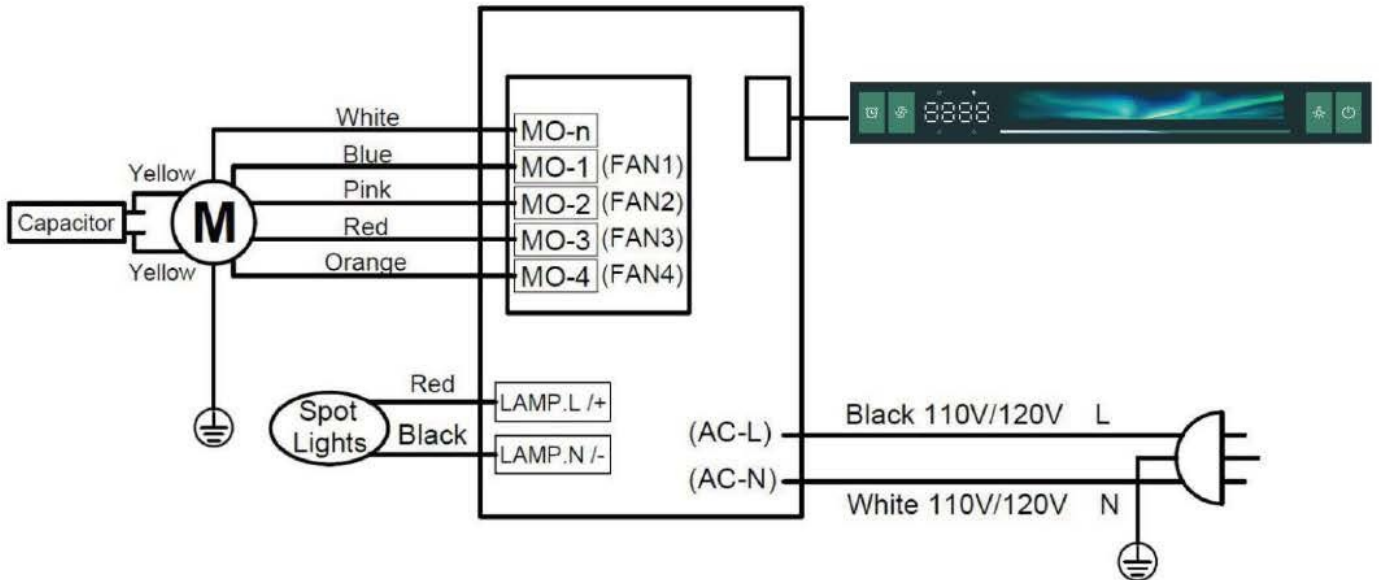 White
MO-n
Blue
MO-1 (FAN1)
Yellow
Pink
MO-2 (FAN2)
Capacitor
M
Red
MO-3 (FAN3)
Yellow
Orange
MO-4 (FAN4)
8888
Red
LAMP.L /+
Spot
Lights
Black
LAMP.N /-
(AC-L)
Black 110V/120V L
(AC-N)
White 110V/120V N